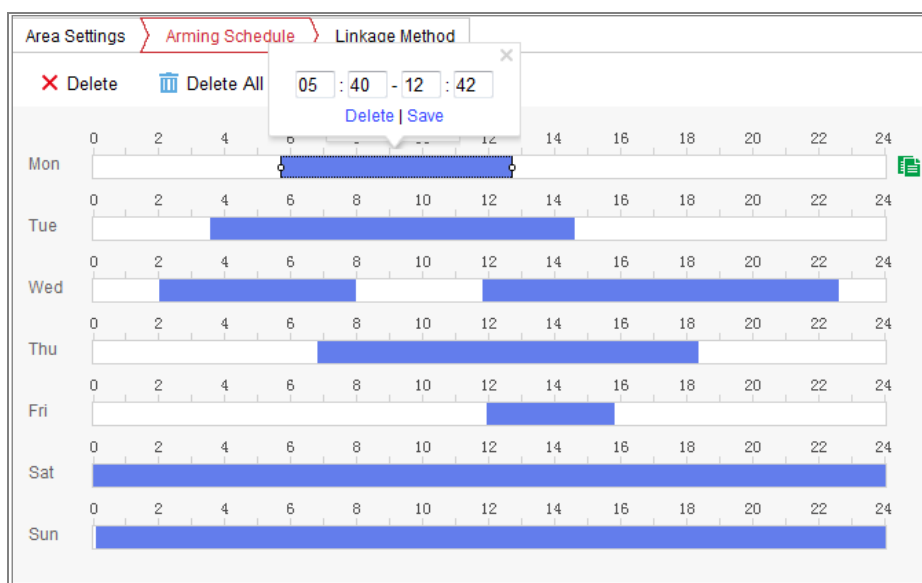 Area Settings Arming Schedule Linkage Method
Delete Delete All
05 : 40 - 12 : 42
Delete | Save
0 2 4 6 12 14 16 18 20 22 24
Mon
0 2 4 6 8 10 12 14 16 18 20 22 24
Tue
0 2 4 6 8 10 12 14 16 18 20 22 24
Wed
0 2 4 6 8 10 12 14 16 18 20 22 24
Thu
0 2 4 6 8 10 12 14 16 18 20 22 24
Fri
0 2 4 6 8 10 12 14 16 18 20 22 24
Sat
0 2 4 6 8 10 12 14 16 18 20 22 24
Sun